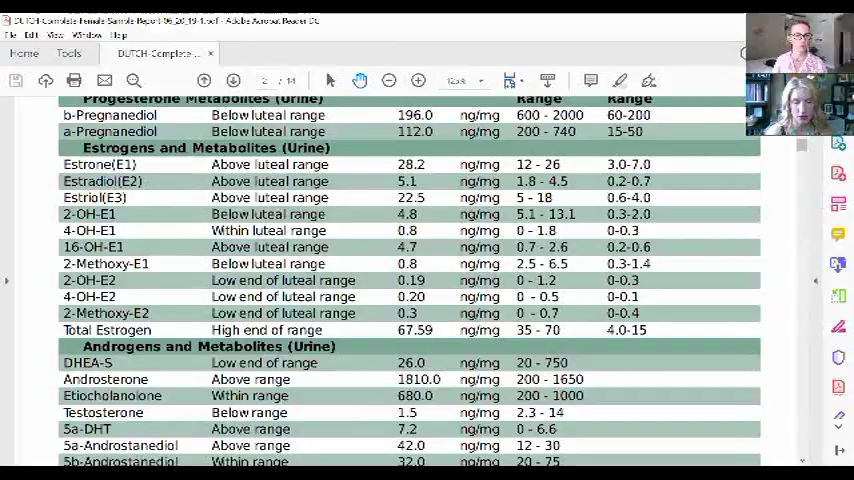 DUTCH-Complete-Female-Sample-Report-06_20_19-1.pdf - Adobe Acrobat Reader DC
File Edit View Window Help
Home Tools DUTCH-Complete-... ×
2 / 14 125%
Progesterone Metabolites (Urine) Range Range
b-Pregnanediol Below luteal range 196.0 ng/mg 600 - 2000 60-200
a-Pregnanediol Below luteal range 112.0 ng/mg 200 - 740 15-50
Estrogens and Metabolites (Urine)
Estrone(E1) Above luteal range 28.2 ng/mg 12 - 26 3.0-7.0
Estradiol(E2) Above luteal range 5.1 ng/mg 1.8 - 4.5 0.2-0.7
Estriol(E3) Above luteal range 22.5 ng/mg 5 - 18 0.6-4.0
2-OH-E1 Below luteal range 4.8 ng/mg 5.1 - 13.1 0.3-2.0
4-OH-E1 Within luteal range 0.8 ng/mg 0 - 1.8 0-0.3
16-OH-E1 Above luteal range 4.7 ng/mg 0.7 - 2.6 0.2-0.6
2-Methoxy-E1 Below luteal range 0.8 ng/mg 2.5 - 6.5 0.3-1.4
2-OH-E2 Low end of luteal range 0.19 ng/mg 0 - 1.2 0-0.3
4-OH-E2 Low end of luteal range 0.20 ng/mg 0 - 0.5 0-0.1
2-Methoxy-E2 Low end of luteal range 0.3 ng/mg 0 - 0.7 0-0.4
Total Estrogen High end of range 67.59 ng/mg 35 - 70 4.0-15
Androgens and Metabolites (Urine)
DHEA-S Low end of range 26.0 ng/mg 20 - 750
Androsterone Above range 1810.0 ng/mg 200 - 1650
Etiocholanolone Within range 680.0 ng/mg 200 - 1000
Testosterone Below range 1.5 ng/mg 2.3 - 14
5a-DHT Above range 7.2 ng/mg 0 - 6.6
5a-Androstanediol Above range 42.0 ng/mg 12 - 30
5b-Androstanediol Within range 32.0 ng/mg 20 - 75